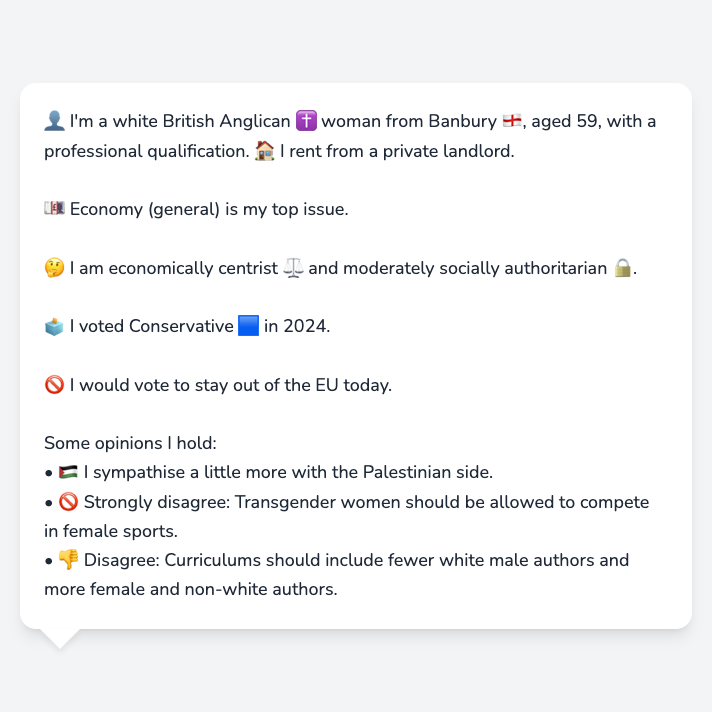 👤 I'm a white British Anglican ✝️ woman from Banbury 🏴󠁧󠁢󠁥󠁮󠁧󠁿, aged 59, with a
professional qualification. 🏠 I rent from a private landlord.
💷 Economy (general) is my top issue.
🤔 I am economically centrist ⚖️ and moderately socially authoritarian 🔒.
🗳️ I voted Conservative 🟦 in 2024.
🚫 I would vote to stay out of the EU today.
Some opinions I hold:
• 🇵🇸 I sympathise a little more with the Palestinian side.
• 🚫 Strongly disagree: Transgender women should be allowed to compete
in female sports.
• 👎 Disagree: Curriculums should include fewer white male authors and
more female and non-white authors.